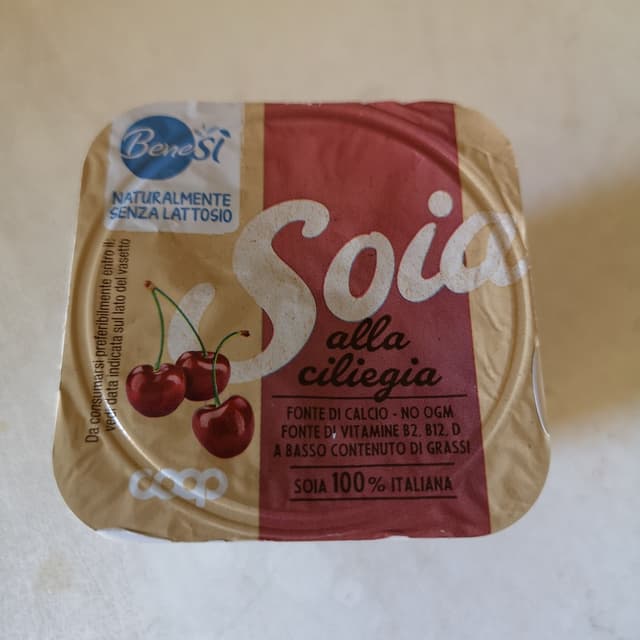 BeneSì
NATURALMENTE
SENZA LATTOSIO
Soia
alla
ciliegia
FONTE DI CALCIO - NO OGM
FONTE DI VITAMINE B2, B12, D
A BASSO CONTENUTO DI GRASSI
SOIA 100% ITALIANA
Da consumarsi preferibilmente entro il:
vedi data indicata sul lato del vasetto
coop